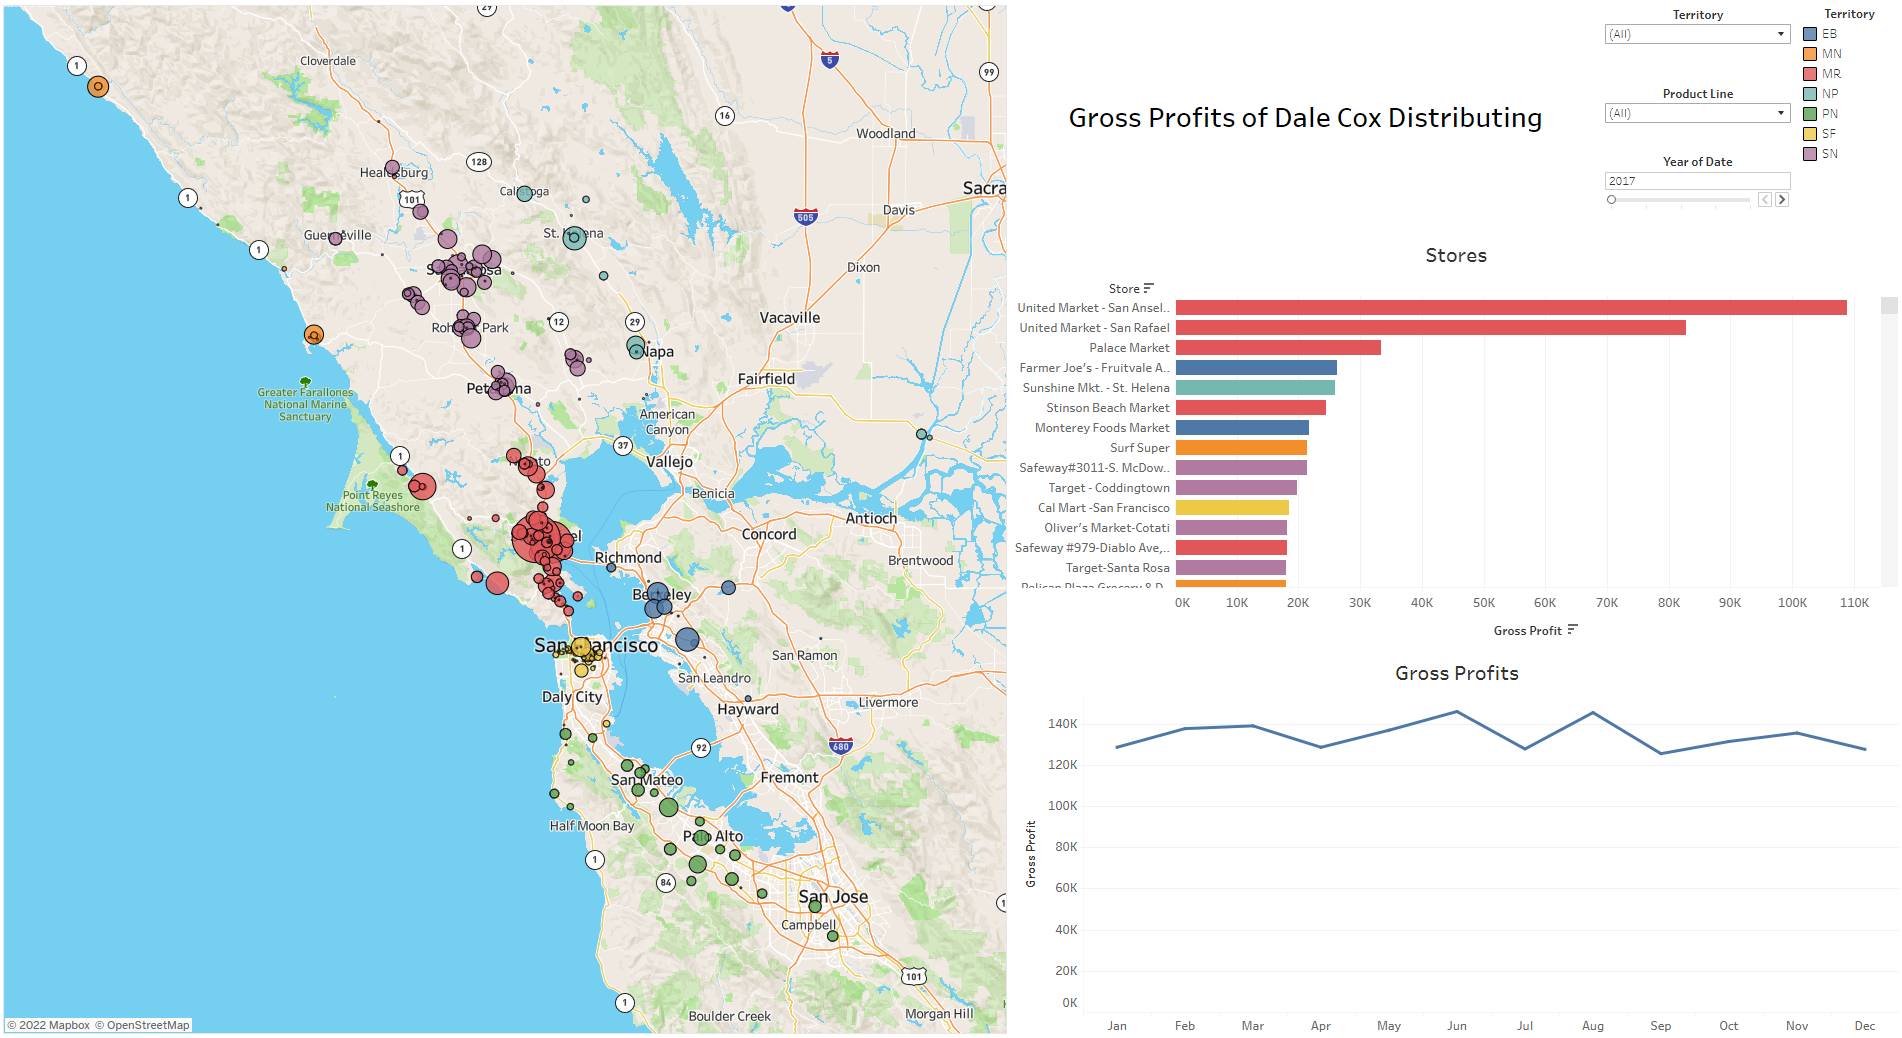 29
Cloverdale
1
5
99
16
Woodland
128
Healdsburg
Calistoga
101
1
Sacra
505
Davis
Guerneville
St. Helena
1
Dixon
Santa Rosa
Rohnert Park
12
29
Vacaville
Napa
Petaluma
Fairfield
Greater Farallones
National Marine
Sanctuary
American
Canyon
37
1
Novato
Vallejo
Benicia
Point Reyes
National Seashore
Antioch
Concord
1
Richmond
Brentwood
Berkeley
San Francisco
San Ramon
San Leandro
Daly City
Hayward
Livermore
92
680
San Mateo
Fremont
Half Moon Bay
Palo Alto
1
84
San Jose
Campbell
101
1
Boulder Creek
Morgan Hill
© 2022 Mapbox © OpenStreetMap
Gross Profits of Dale Cox Distributing
Territory
(All)
Product Line
(All)
Year of Date
2017
Territory
EB
MN
MR
NP
PN
SF
SN
Stores
Store
United Market - San Ansel..
United Market - San Rafael
Palace Market
Farmer Joe's - Fruitvale A..
Sunshine Mkt. - St. Helena
Stinson Beach Market
Monterey Foods Market
Surf Super
Safeway#3011-S. McDow..
Target - Coddingtown
Cal Mart -San Francisco
Oliver's Market-Cotati
Safeway #979-Diablo Ave,..
Target-Santa Rosa
0K 10K 20K 30K 40K 50K 60K 70K 80K 90K 100K 110K
Gross Profit
Gross Profits
Gross Profit
140K
120K
100K
80K
60K
40K
20K
0K
Jan Feb Mar Apr May Jun Jul Aug Sep Oct Nov Dec